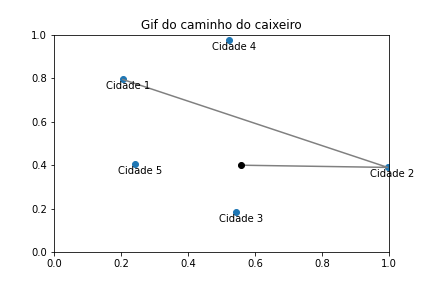 Gif do caminho do caixeiro
1.0
Cidade 4
0.8
Cidade 1
0.6
0.4
Cidade 5
Cidade 2
0.2
Cidade 3
0.0
0.0 0.2 0.4 0.6 0.8 1.0